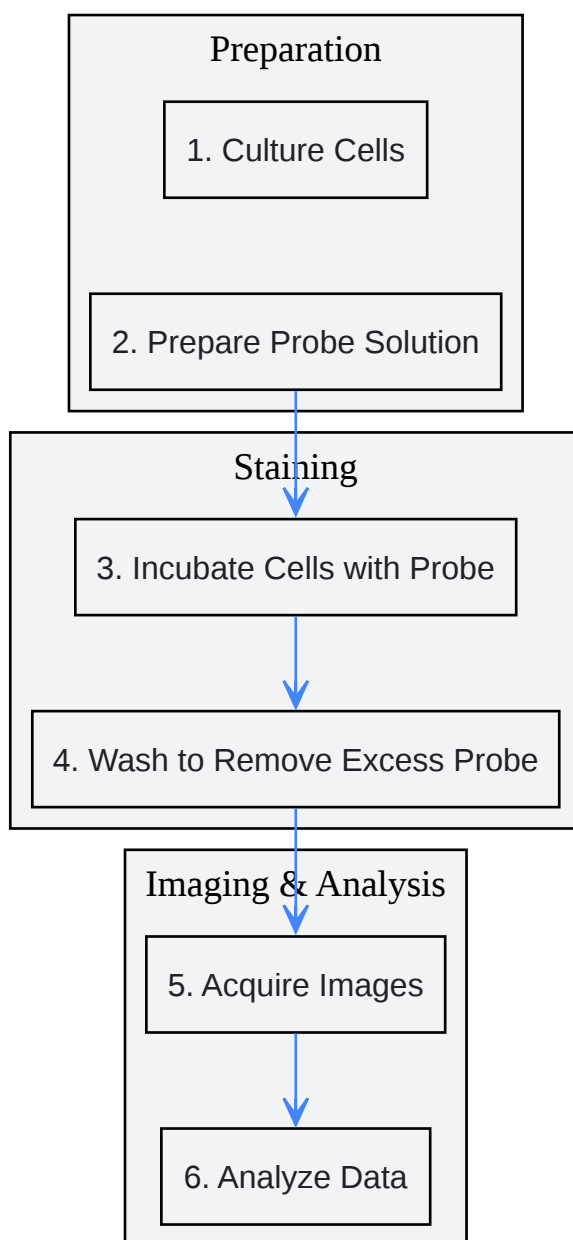 Preparation
1. Culture Cells
2. Prepare Probe Solution
Staining
3. Incubate Cells with Probe
4. Wash to Remove Excess Probe
Imaging & Analysis
5. Acquire Images
6. Analyze Data